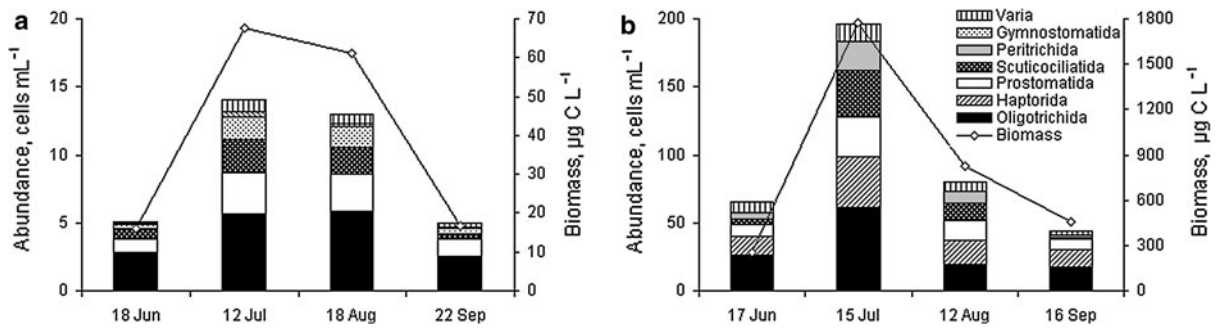 a
Abundance, cells mL⁻¹
20
15
10
5
0
18 Jun 12 Jul 18 Aug 22 Sep
70
60
50
40
30
20
10
0
Biomass, µg C L⁻¹
b
Abundance, cells mL⁻¹
200
150
100
50
0
17 Jun 15 Jul 12 Aug 16 Sep
Varia
Gymnostomatida
Peritrichida
Scuticociliatida
Prostomatida
Haptorida
Oligotrichida
Biomass
1800
1500
1200
900
600
300
0
Biomass, µg C L⁻¹